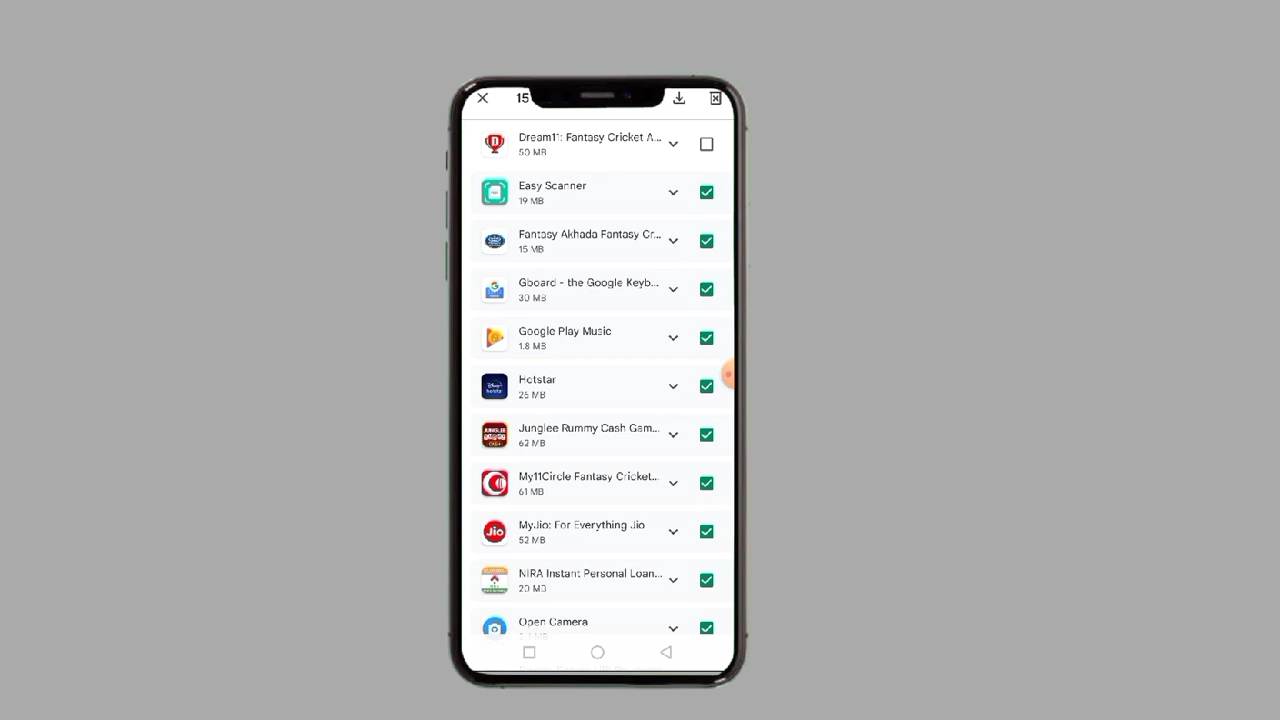 15
Dream11: Fantasy Cricket A...
50 MB
Easy Scanner
19 MB
Fantasy Akhada Fantasy Cr...
15 MB
Gboard - the Google Keyb...
30 MB
Google Play Music
1.8 MB
Hotstar
25 MB
Junglee Rummy Cash Gam...
62 MB
My11Circle Fantasy Cricket...
61 MB
Jio
MyJio: For Everything Jio
52 MB
NIRA Instant Personal Loan...
20 MB
Open Camera